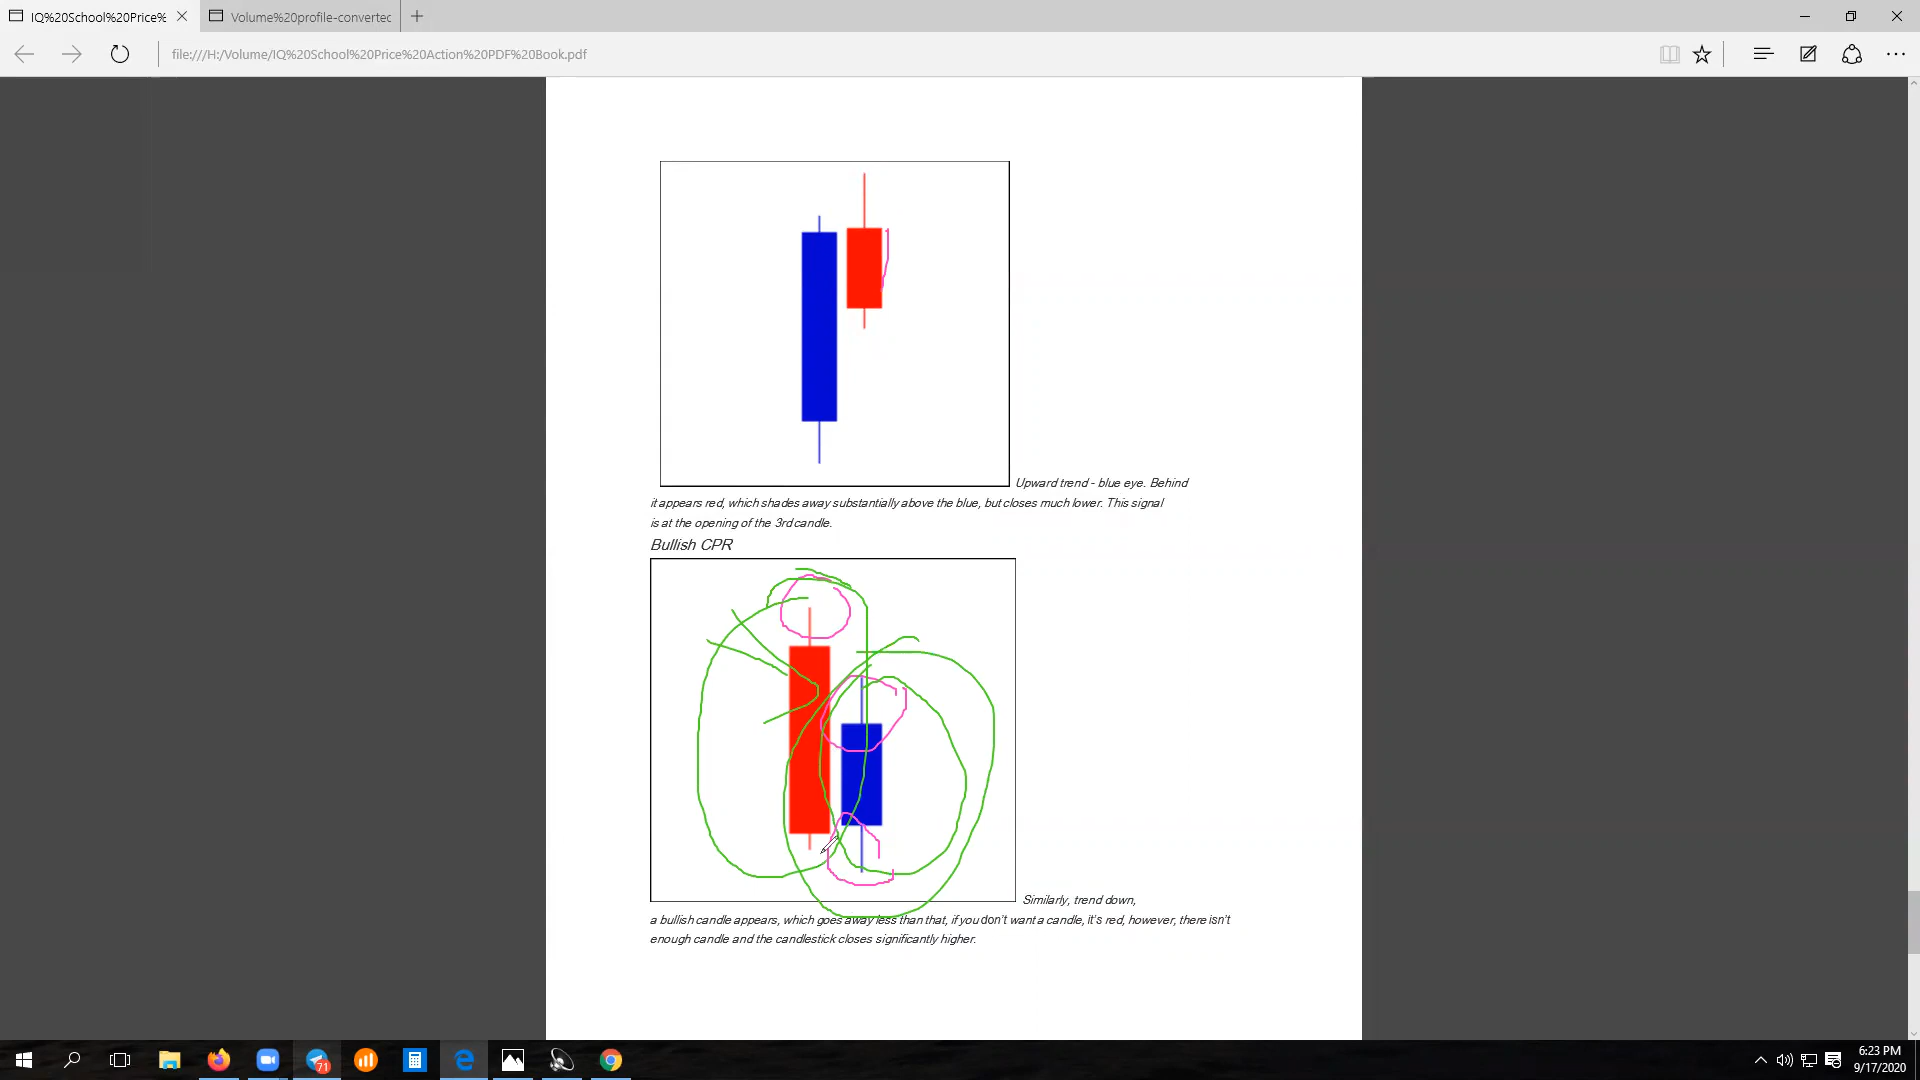 IQ%20School%20Price%
Volume%20profile-convertec
file:///H:/Volume/IQ%20School%20Price%20Action%20PDF%20Book.pdf
Upward trend - blue eye. Behind
it appears red, which shades away substantially above the blue, but closes much lower. This signal
is at the opening of the 3rd candle.
Bullish CPR
Similarly, trend down,
a bullish candle appears, which goes away less than that, if you don't want a candle, it's red, however, there isn't
enough candle and the candlestick closes significantly higher.
71
6:23 PM
9/17/2020